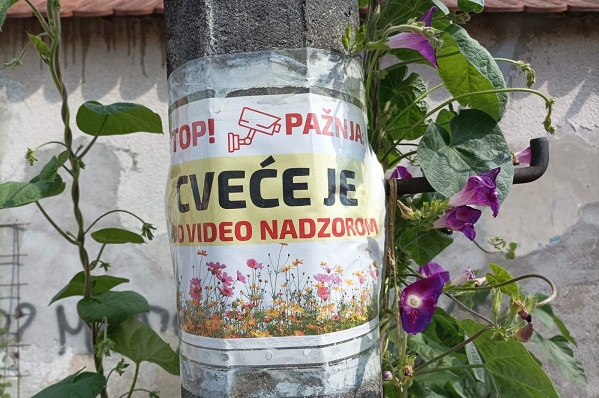 TOP! PAŽNJA
CVEĆE JE
VIDEO NADZOROM